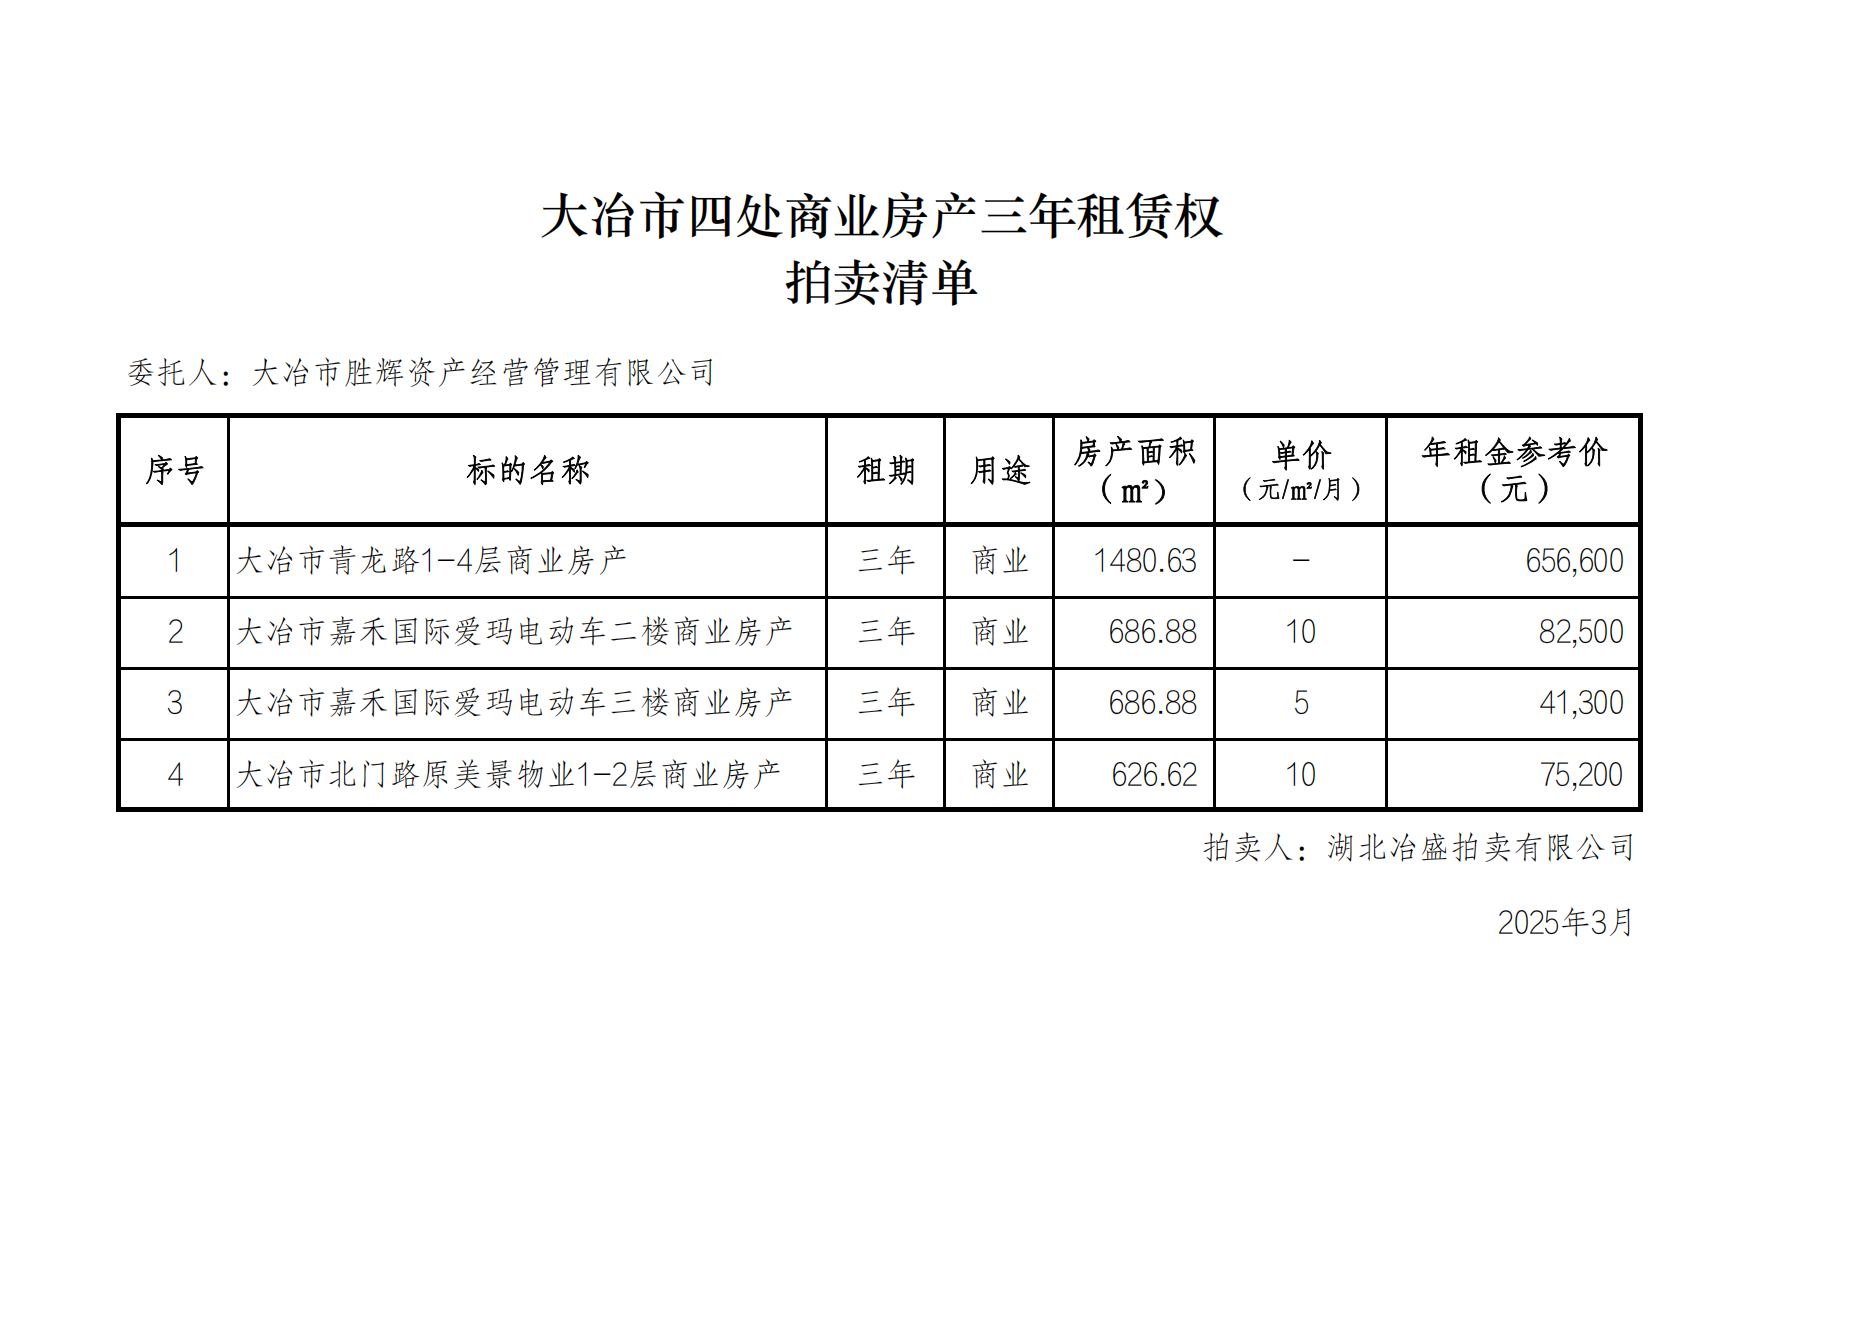 大冶市四处商业房产三年租赁权
拍卖清单
委托人：大冶市胜辉资产经营管理有限公司
序号 标的名称 租期 用途 房产面积（㎡） 单价（元/㎡/月） 年租金参考价（元）
1 大冶市青龙路1-4层商业房产 三年 商业 1480.63 - 656,600
2 大冶市嘉禾国际爱玛电动车二楼商业房产 三年 商业 686.88 10 82,500
3 大冶市嘉禾国际爱玛电动车三楼商业房产 三年 商业 686.88 5 41,300
4 大冶市北门路原美景物业1-2层商业房产 三年 商业 626.62 10 75,200
拍卖人：湖北冶盛拍卖有限公司
2025年3月